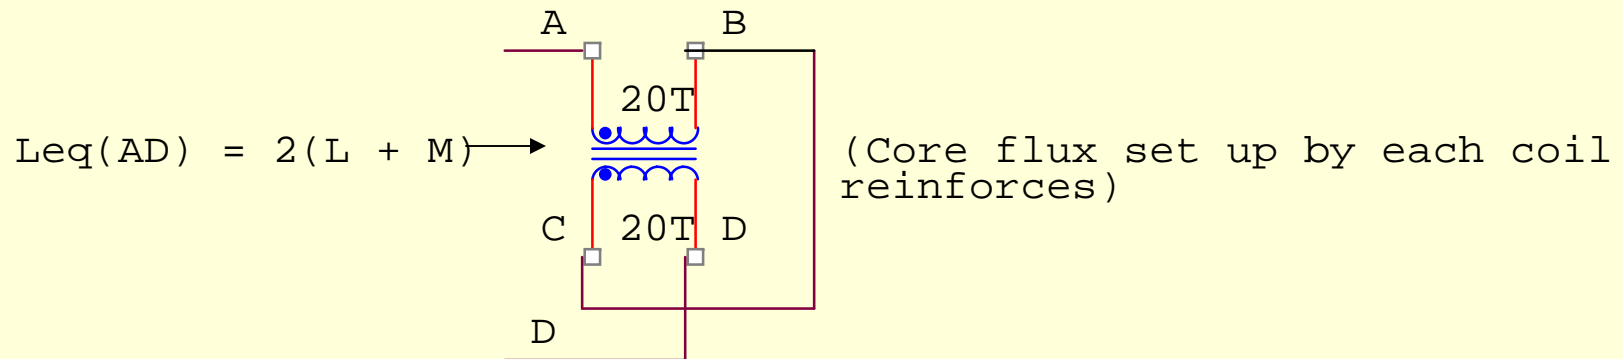 A B
20T
Leq(AD) = 2(L + M)
(Core flux set up by each coil
reinforces)
C 20T D
D